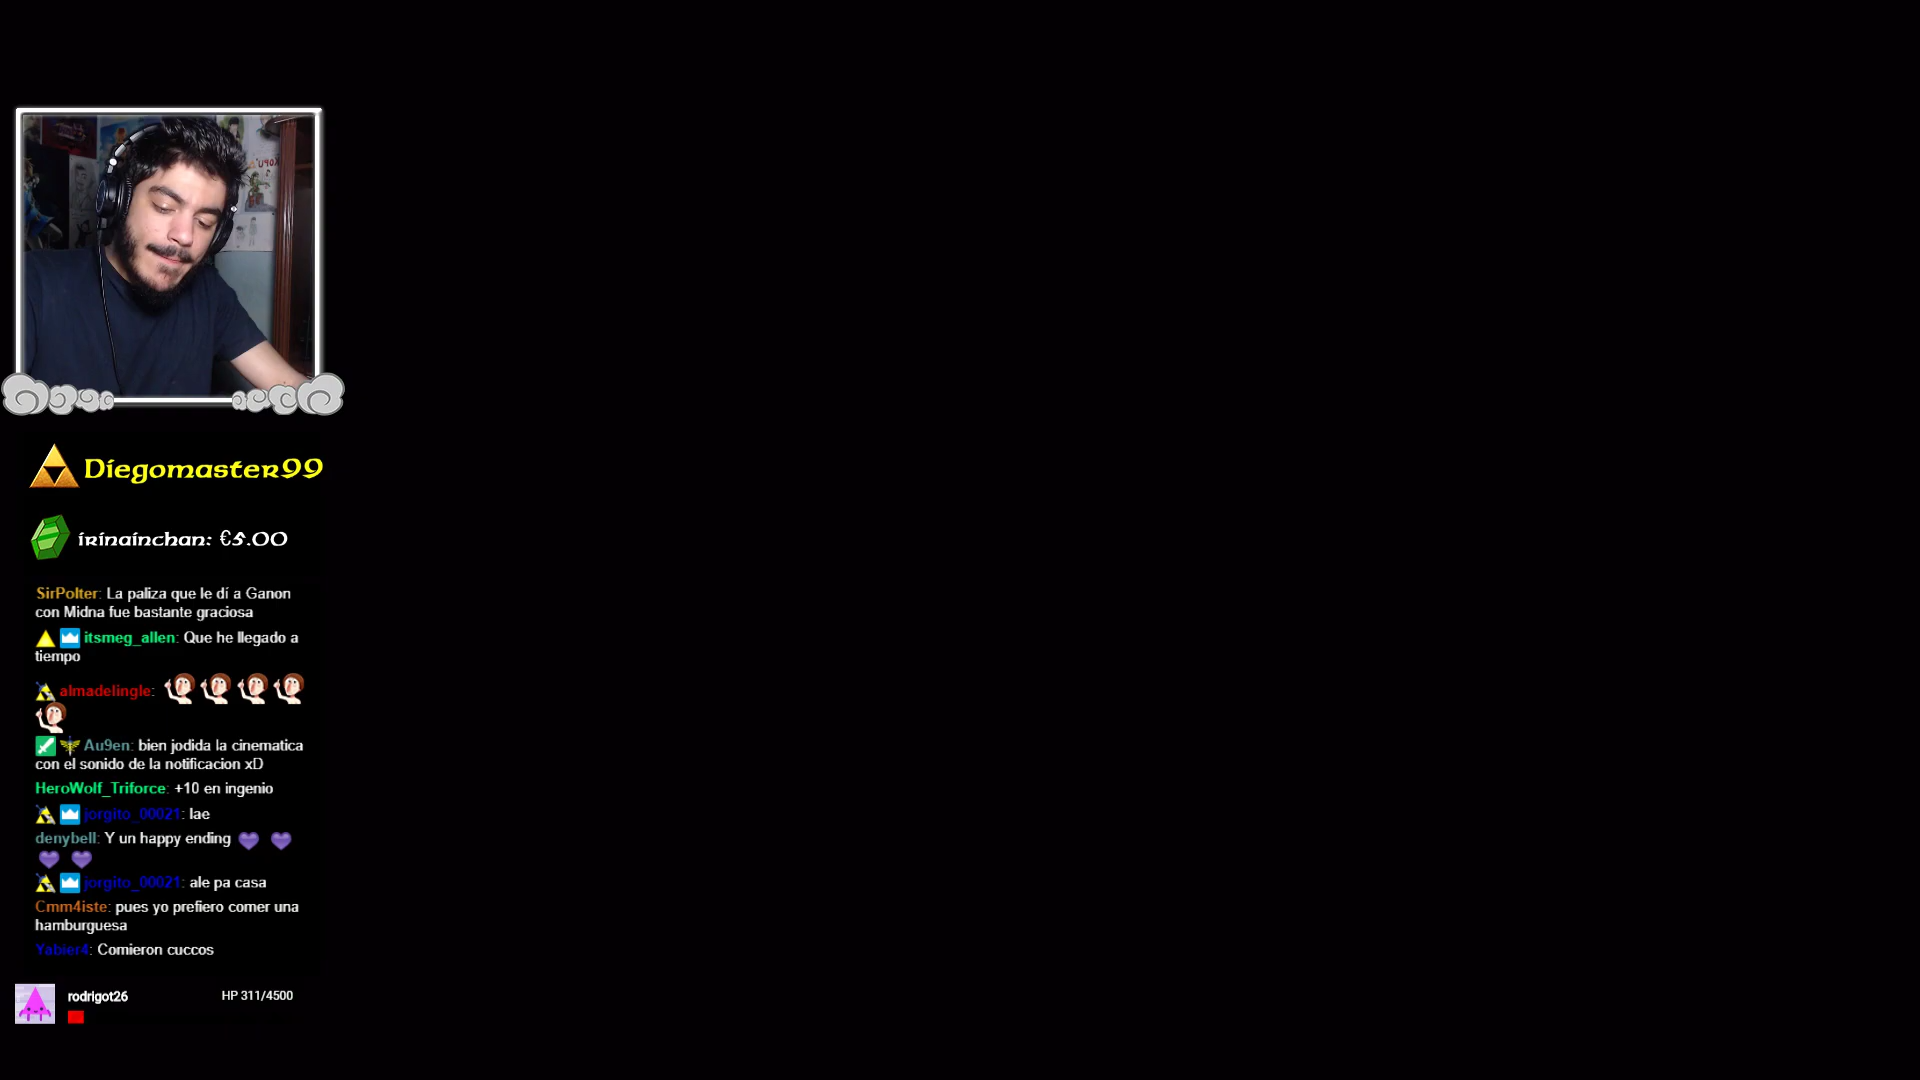 Diegomaster99
irinainchan: €5.00
SirPolter: La paliza que le dí a Ganon
con Midna fue bastante graciosa
itsmeg_allen: Que he llegado a
tiempo
almadelingle:
Au9en: bien jodida la cinematica
con el sonido de la notificacion xD
HeroWolf_Triforce: +10 en ingenio
jorgito_00021: lae
denybell: Y un happy ending
jorgito_00021: ale pa casa
Cmm4iste: pues yo prefiero comer una
hamburguesa
Yabier4: Comieron cuccos
rodrigot26 HP 311/4500